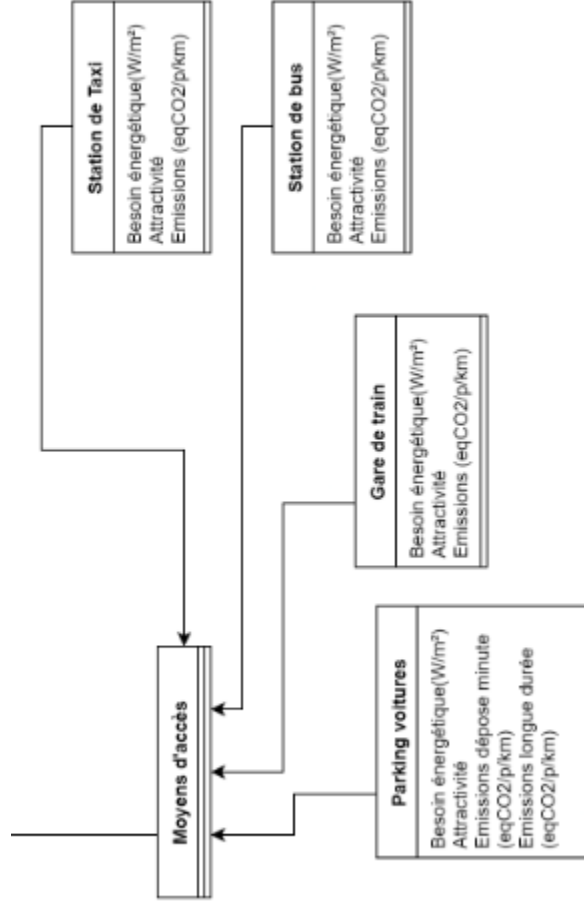 Moyens d'accès
Parking voitures
Besoin énergétique(W/m²)
Attractivité
Emissions dépose minute
(eqCO2/p/km)
Emissions longue durée
(eqCO2/p/km)
Gare de train
Besoin énergétique(W/m²)
Attractivité
Emissions (eqCO2/p/km)
Station de bus
Besoin énergétique(W/m²)
Attractivité
Emissions (eqCO2/p/km)
Station de Taxi
Besoin énergétique(W/m²)
Attractivité
Emissions (eqCO2/p/km)